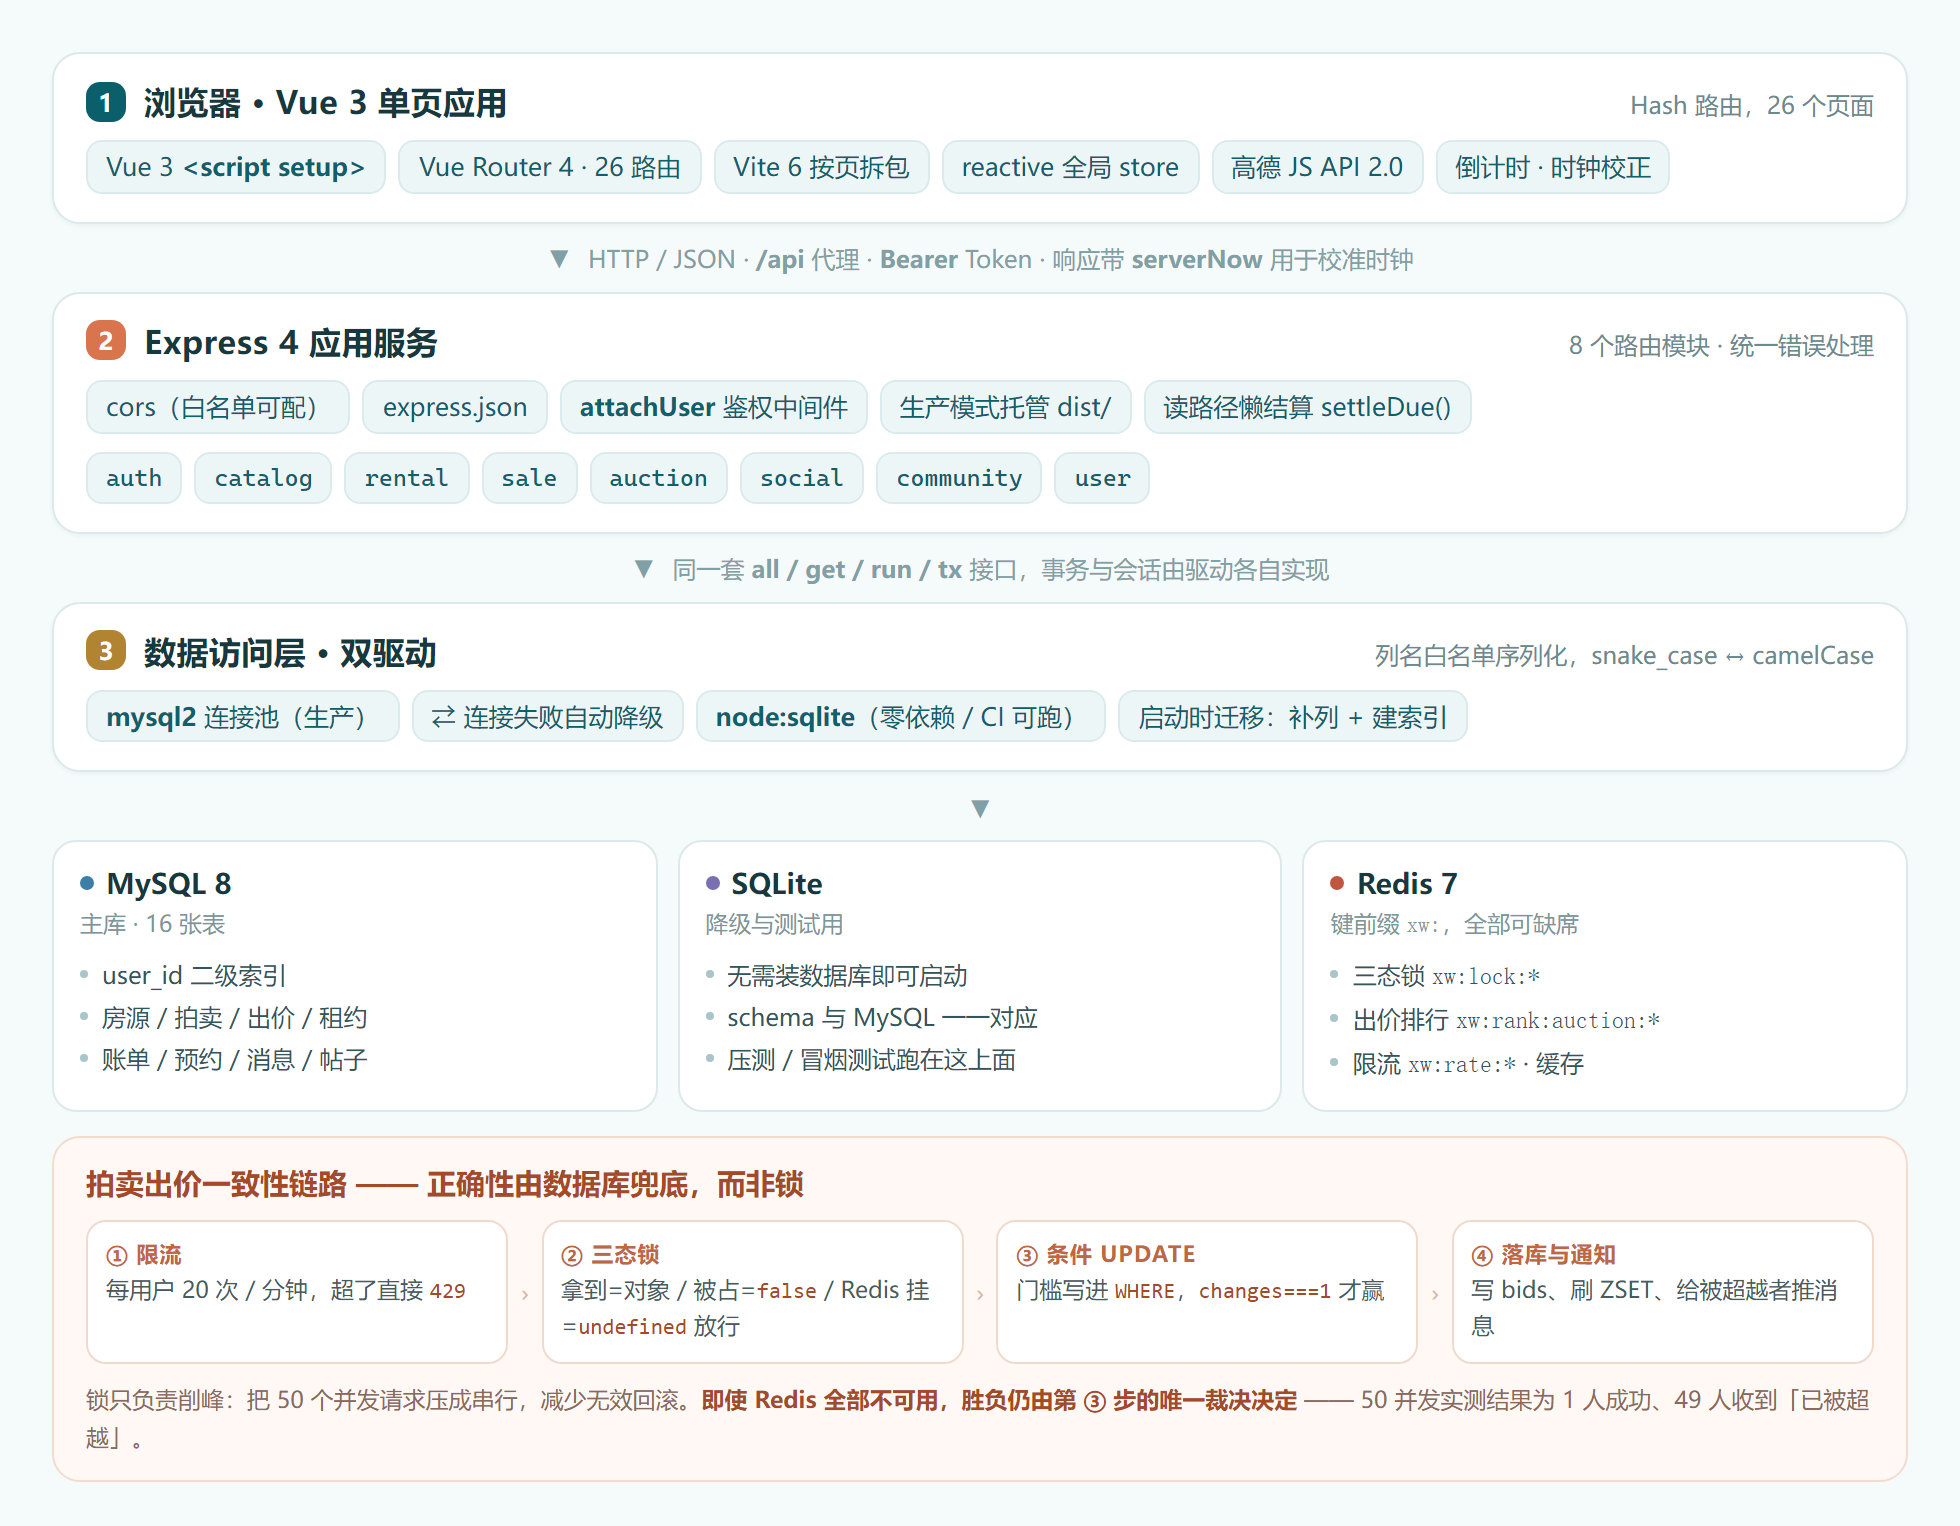 1 浏览器 • Vue 3 单页应用
Hash 路由，26 个页面
Vue 3 <script setup>
Vue Router 4 · 26 路由
Vite 6 按页拆包
reactive 全局 store
高德 JS API 2.0
倒计时 · 时钟校正
▼ HTTP / JSON · /api 代理 · Bearer Token · 响应带 serverNow 用于校准时钟
2 Express 4 应用服务
8 个路由模块 · 统一错误处理
cors（白名单可配）
express.json
attachUser 鉴权中间件
生产模式托管 dist/
读路径懒结算 settleDue()
auth
catalog
rental
sale
auction
social
community
user
▼ 同一套 all / get / run / tx 接口，事务与会话由驱动各自实现
3 数据访问层 • 双驱动
列名白名单序列化，snake_case ↔ camelCase
mysql2 连接池（生产）
⇄ 连接失败自动降级
node:sqlite（零依赖 / CI 可跑）
启动时迁移：补列 + 建索引
▼
MySQL 8
主库 · 16 张表
user_id 二级索引
房源 / 拍卖 / 出价 / 租约
账单 / 预约 / 消息 / 帖子
SQLite
降级与测试用
无需装数据库即可启动
schema 与 MySQL 一一对应
压测 / 冒烟测试跑在这上面
Redis 7
键前缀 xw:，全部可缺席
三态锁 xw:lock:*
出价排行 xw:rank:auction:*
限流 xw:rate:* · 缓存
拍卖出价一致性链路 —— 正确性由数据库兜底，而非锁
① 限流
每用户 20 次 / 分钟，超了直接 429
›
② 三态锁
拿到=对象 / 被占=false / Redis 挂
=undefined 放行
›
③ 条件 UPDATE
门槛写进 WHERE，changes===1 才赢
›
④ 落库与通知
写 bids、刷 ZSET、给被超越者推消
息
锁只负责削峰：把 50 个并发请求压成串行，减少无效回滚。即使 Redis 全部不可用，胜负仍由第 ③ 步的唯一裁决决定 —— 50 并发实测结果为 1 人成功、49 人收到「已被超
越」。